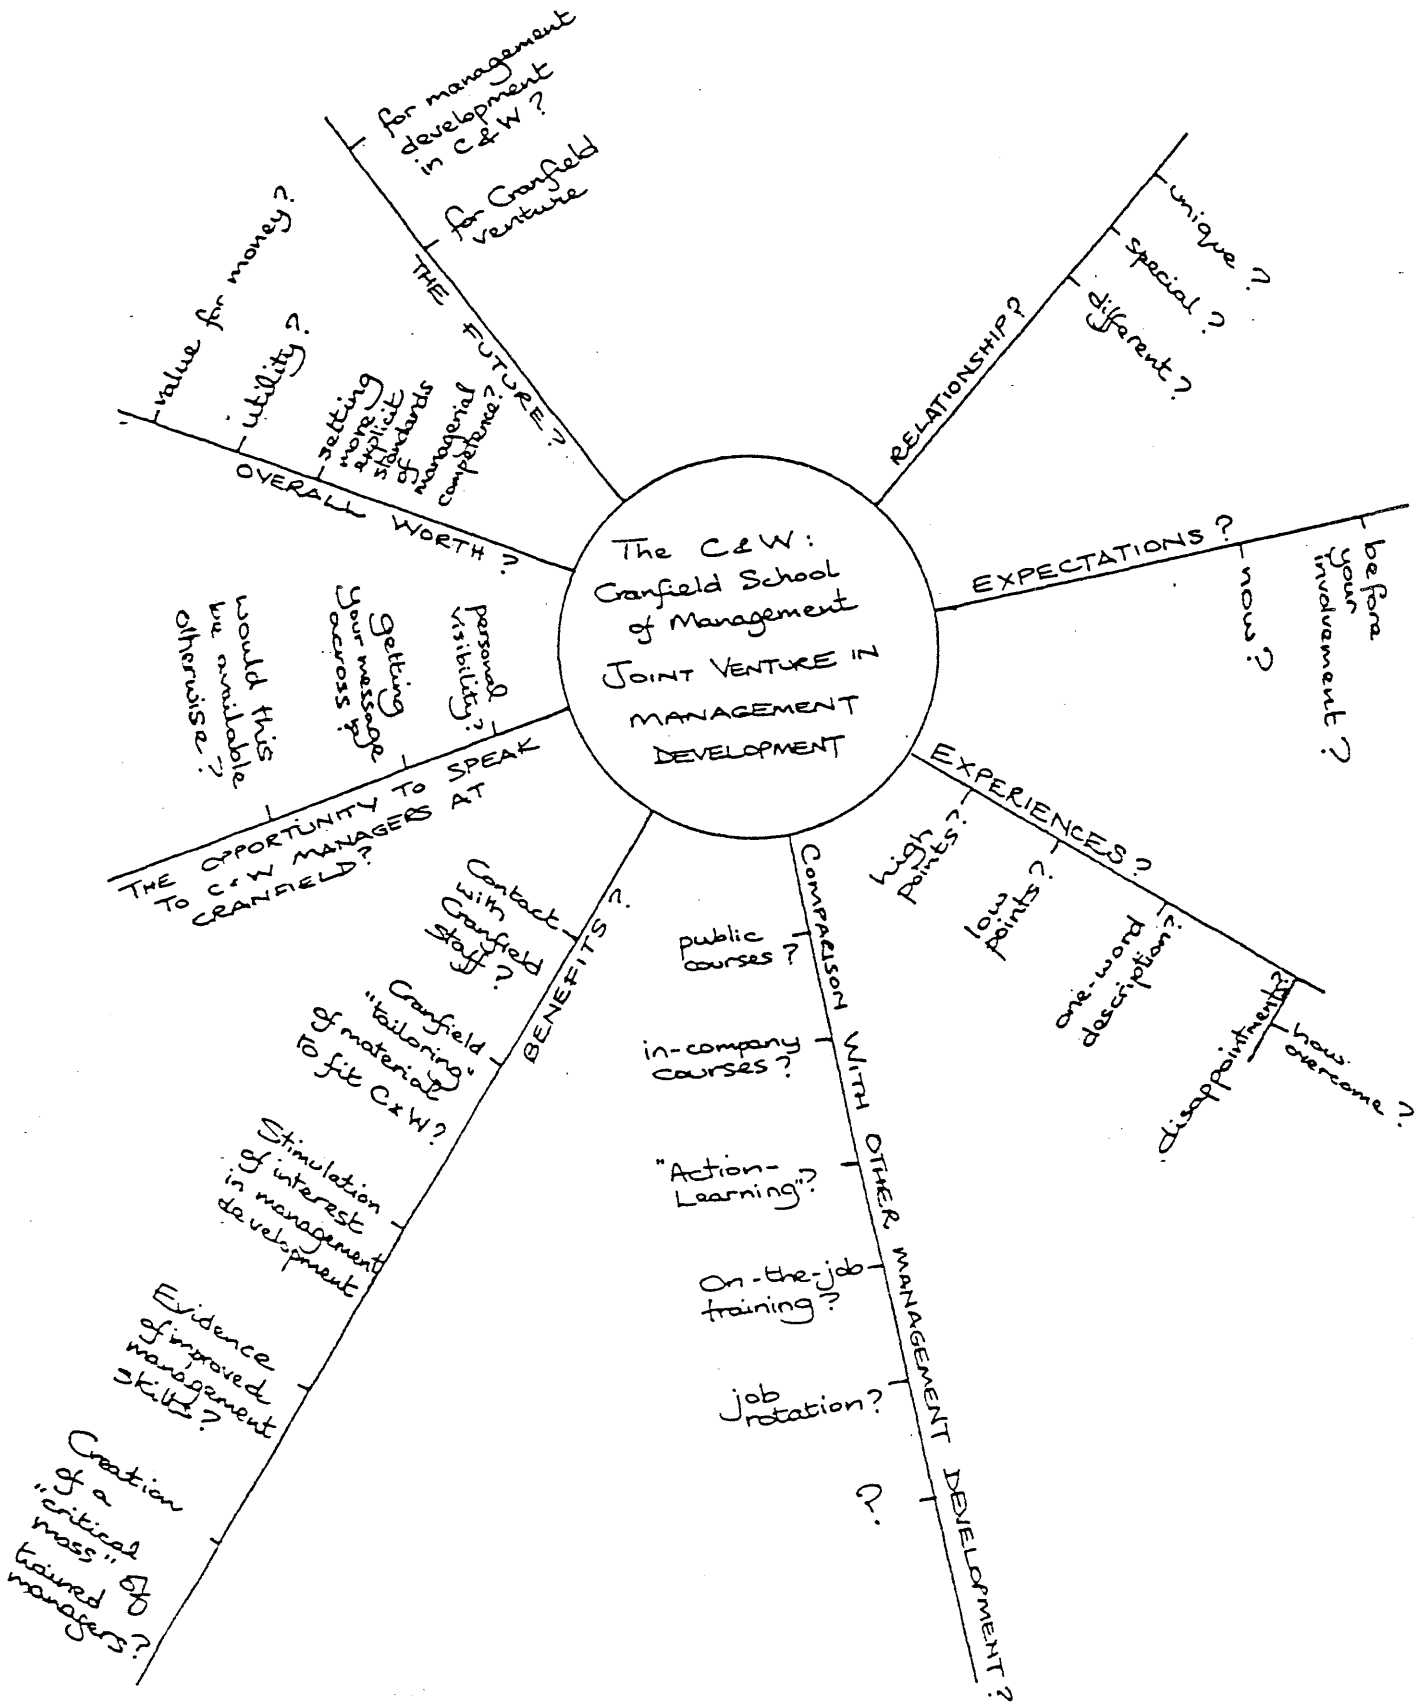 The C&W:
Cranfield School
of Management
JOINT VENTURE IN
MANAGEMENT
DEVELOPMENT
RELATIONSHIP?
unique?
special?
different?
EXPECTATIONS?
before
your
involvement?
now?
EXPERIENCES?
high
points?
low
points?
one-word
description?
disappointments?
how
overcome?
COMPARISON WITH OTHER MANAGEMENT DEVELOPMENT?
public
courses?
in-company
courses?
"Action-
Learning"?
On-the-job
training?
job
rotation?
?
BENEFITS?
Contact
with
Cranfield
staff?
Cranfield
"tailoring"
of material
to fit C&W?
Stimulation
of interest
in management
development
Evidence
of improved
management
skills?
Creation
of a
"critical
mass" of
trained
managers?
THE OPPORTUNITY TO SPEAK
TO C&W MANAGERS AT
CRANFIELD?
personal
visibility?
getting
your message
across?
would this
be available
otherwise?
OVERALL WORTH?
value for money?
utility?
setting
more
explicit
standards
of
managerial
competence?
THE FUTURE?
for management
development
in C&W?
for Cranfield
venture